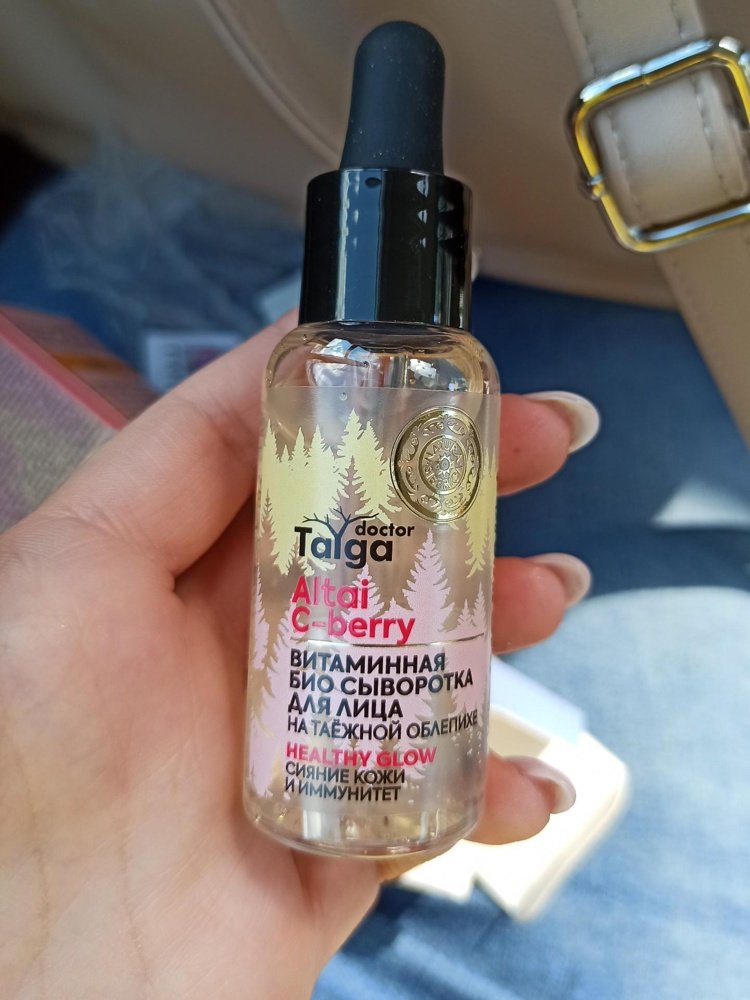 doctor
Taiga
Altai
C-berry
ВИТАМИННАЯ
БИО СЫВОРОТКА
ДЛЯ ЛИЦА
НА ТАЁЖНОЙ ОБЛЕПИХЕ
HEALTHY GLOW
СИЯНИЕ КОЖИ
И ИММУНИТЕТ